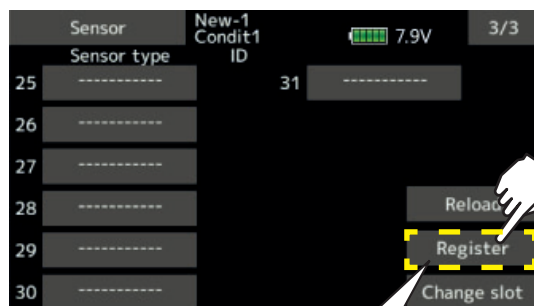 Sensor New-1 7.9V 3/3
Condit1
Sensor type ID
25 ----------- 31 -----------
26 -----------
27 -----------
28 ----------- Reload
29 ----------- Register
30 ----------- Change slot